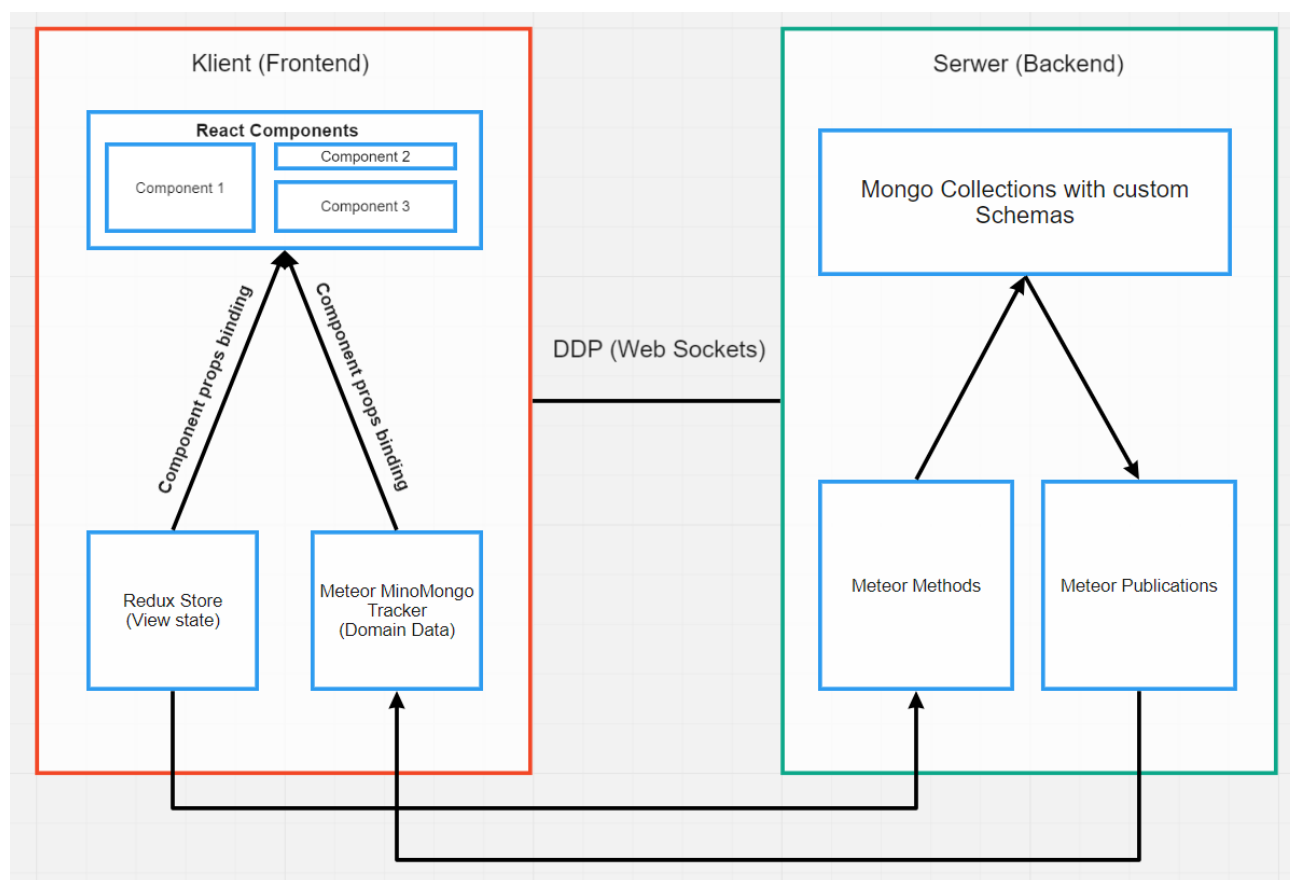 Klient (Frontend)
React Components
Component 1
Component 2
Component 3
Component props binding
Component props binding
Redux Store
(View state)
Meteor MinoMongo
Tracker
(Domain Data)
DDP (Web Sockets)
Serwer (Backend)
Mongo Collections with custom
Schemas
Meteor Methods
Meteor Publications